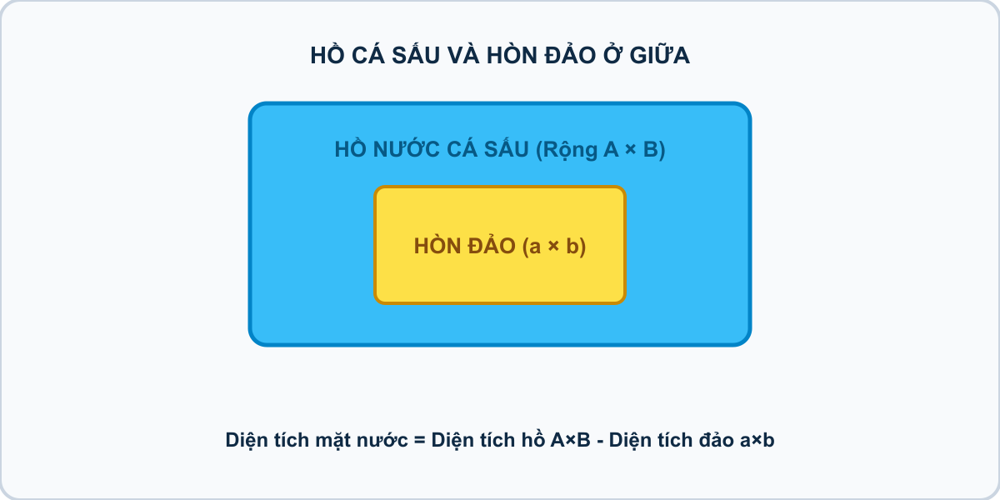 HỒ CÁ SẤU VÀ HÒN ĐẢO Ở GIỮA
HỒ NƯỚC CÁ SẤU (Rộng A × B)
HÒN ĐẢO (a × b)
Diện tích mặt nước = Diện tích hồ A×B - Diện tích đảo a×b